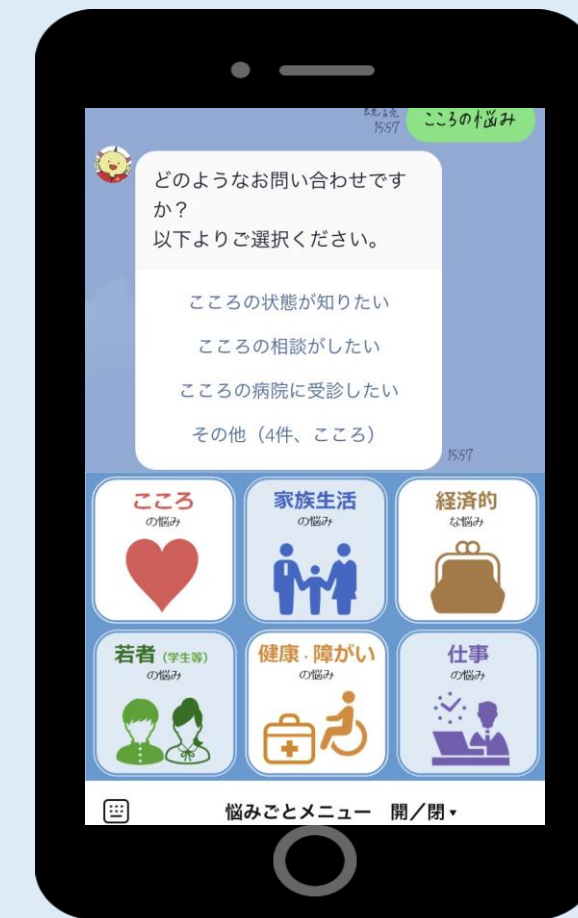 既読
15:57
こころの悩み
どのようなお問い合わせです
か？
以下よりご選択ください。
こころの状態が知りたい
こころの相談がしたい
こころの病院に受診したい
その他（4件、こころ）
15:57
こころ
の悩み
家族生活
の悩み
経済的
な悩み
若者（学生等）
の悩み
健康・障がい
の悩み
仕事
の悩み
悩みごとメニュー　開／閉▾